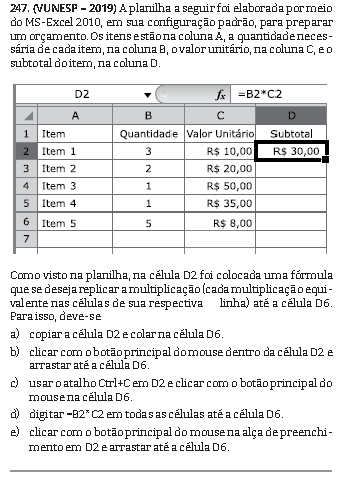 247. (VUNESP – 2019) A planilha a seguir foi elaborada por meio
do MS-Excel 2010, em sua configuração padrão, para preparar
um orçamento. Os itens estão na coluna A, a quantidade neces-
sária de cada item, na coluna B, o valor unitário, na coluna C, e o
subtotal do item, na coluna D.
D2 fx =B2*C2
A B C D
1 Item Quantidade Valor Unitário Subtotal
2 Item 1 3 R$ 10,00 R$ 30,00
3 Item 2 2 R$ 20,00
4 Item 3 1 R$ 50,00
5 Item 4 1 R$ 35,00
6 Item 5 5 R$ 8,00
7
Como visto na planilha, na célula D2 foi colocada uma fórmula
que se deseja replicar a multiplicação (cada multiplicação equi-
valente nas células de sua respectiva linha) até a célula D6.
Para isso, deve-se
a) copiar a célula D2 e colar na célula D6.
b) clicar com o botão principal do mouse dentro da célula D2 e
arrastar até a célula D6.
c) usar o atalho Ctrl+C em D2 e clicar com o botão principal do
mouse na célula D6.
d) digitar =B2*C2 em todas as células até a célula D6.
e) clicar com o botão principal do mouse na alça de preenchi-
mento em D2 e arrastar até a célula D6.